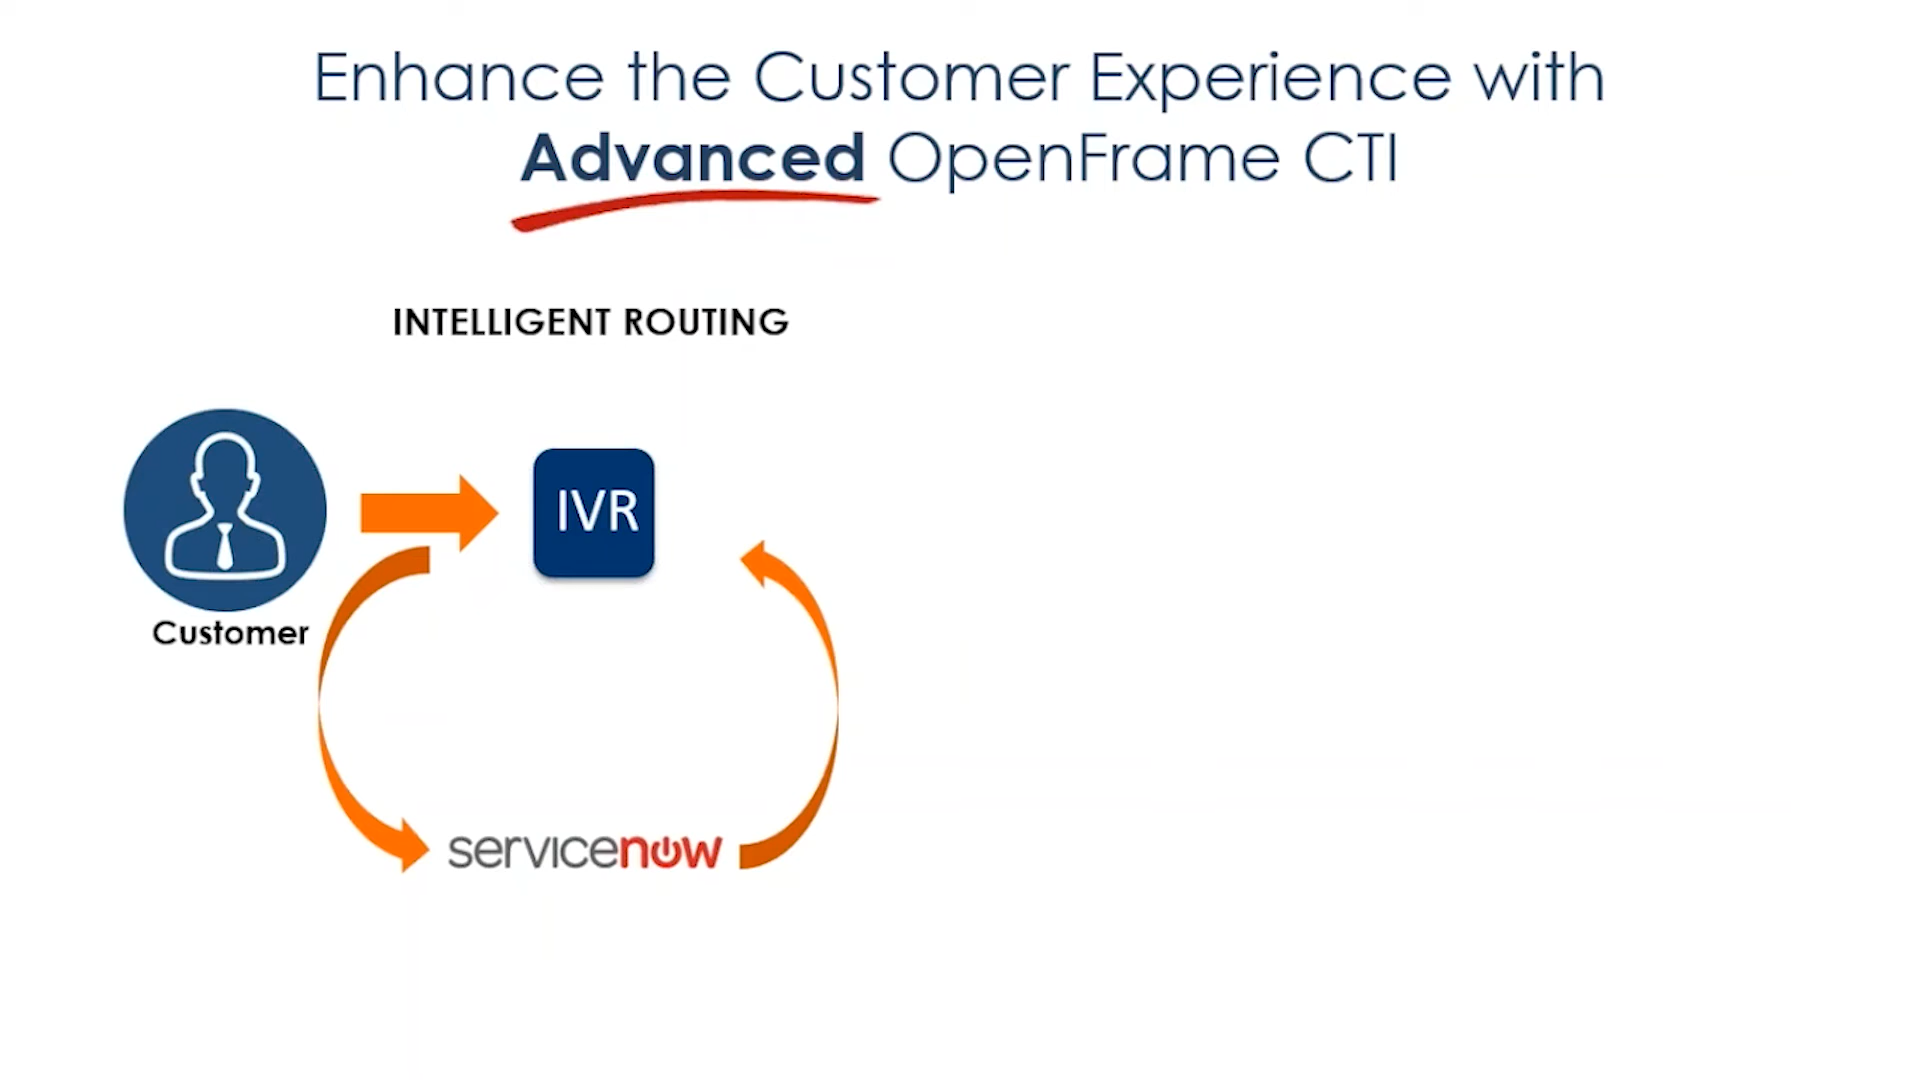 Enhance the Customer Experience with
Advanced OpenFrame CTI
INTELLIGENT ROUTING
IVR
Customer
servicenow